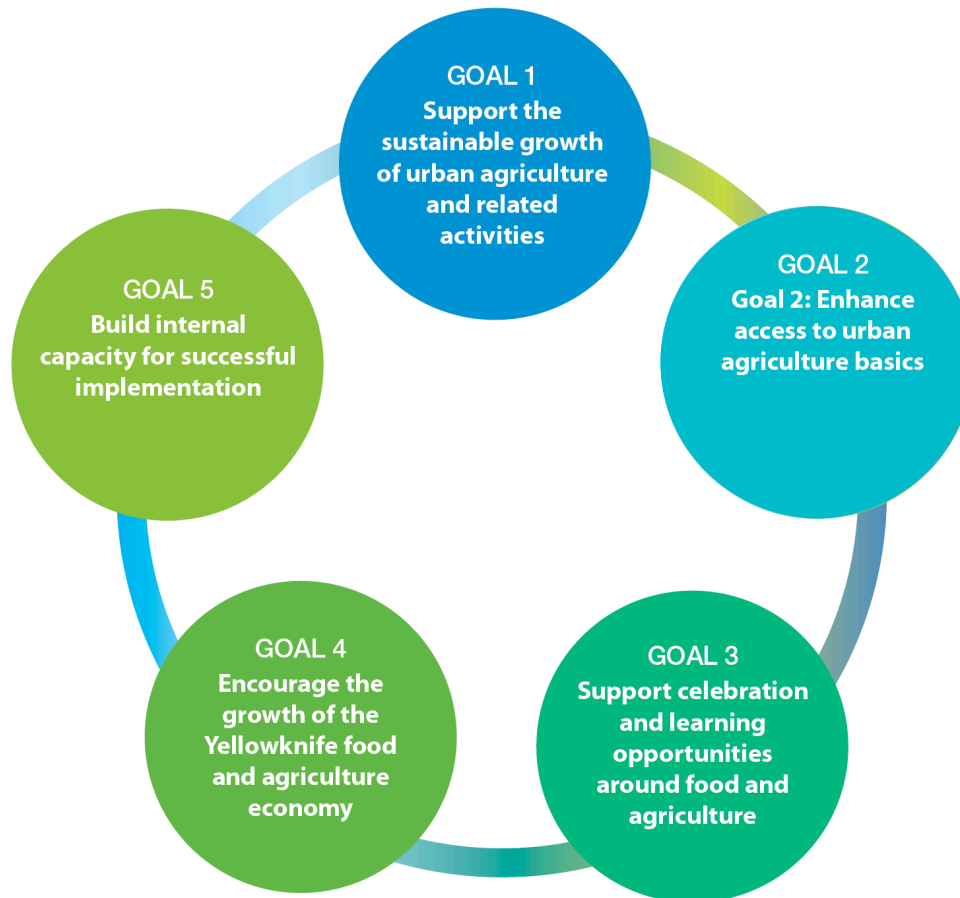 GOAL 1
Support the
sustainable growth
of urban agriculture
and related
activities
GOAL 2
Goal 2: Enhance
access to urban
agriculture basics
GOAL 3
Support celebration
and learning
opportunities
around food and
agriculture
GOAL 4
Encourage the
growth of the
Yellowknife food
and agriculture
economy
GOAL 5
Build internal
capacity for successful
implementation